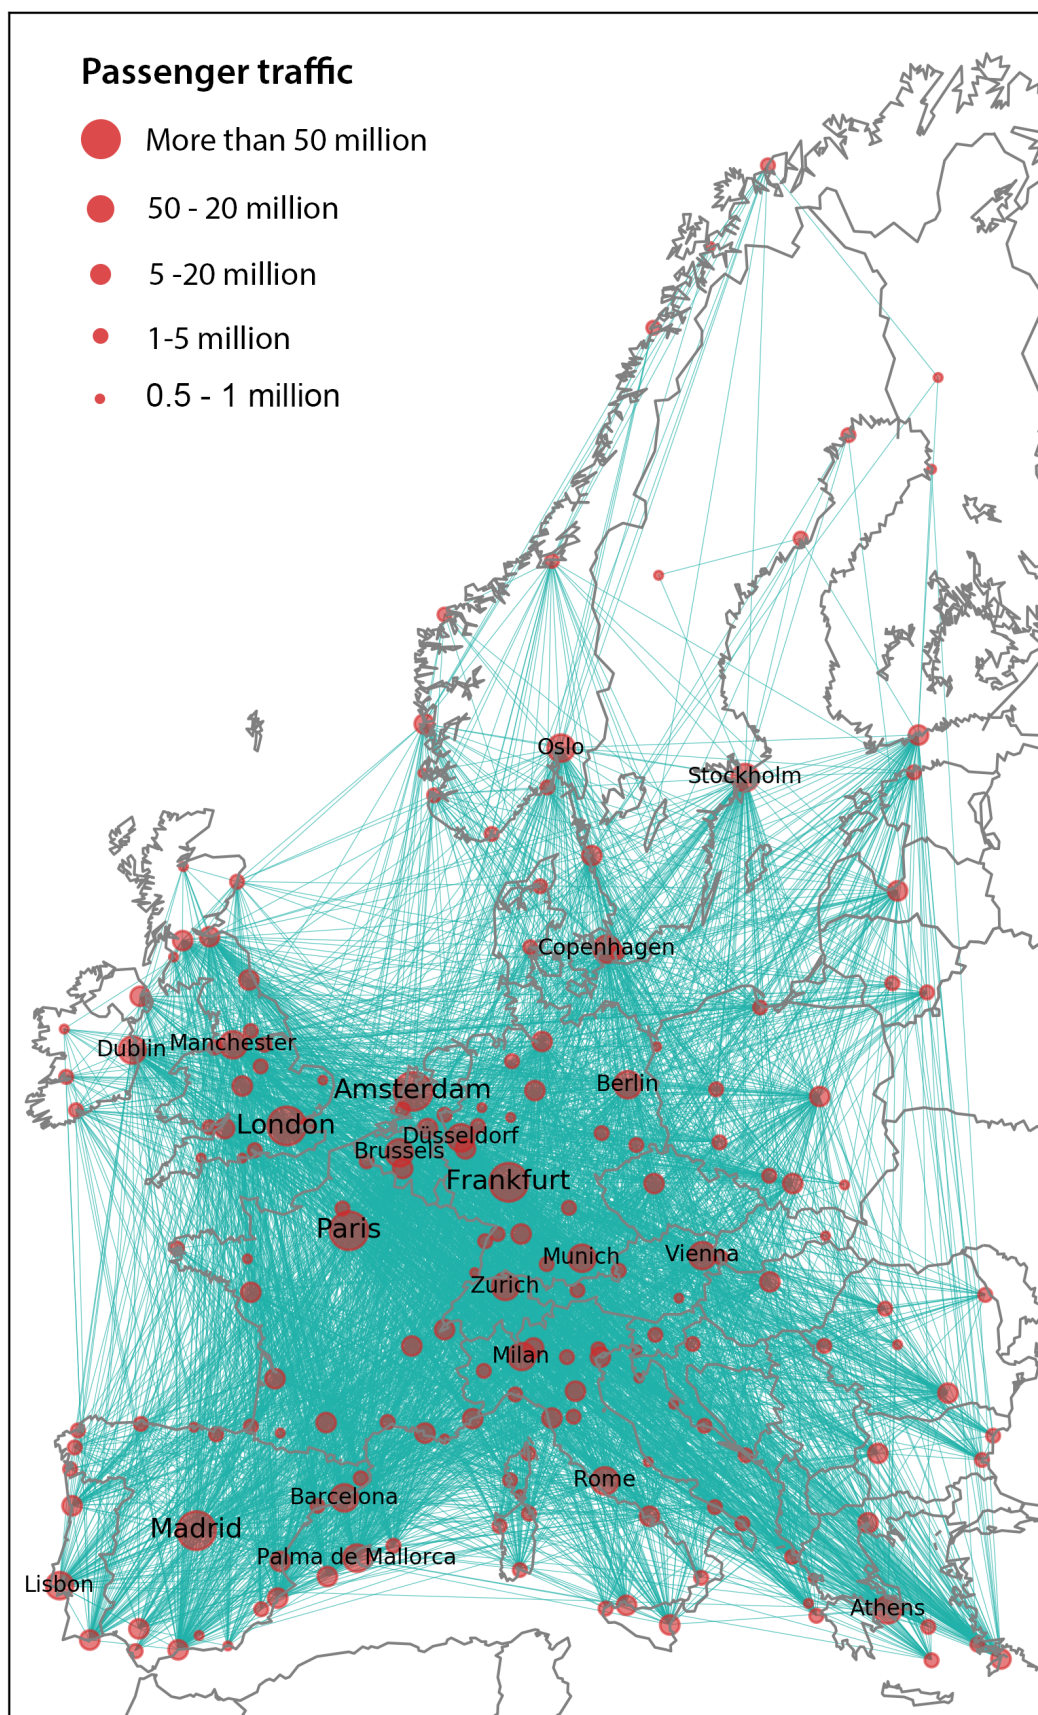 Passenger traffic
More than 50 million
50 - 20 million
5 -20 million
1-5 million
0.5 - 1 million
Oslo
Stockholm
Copenhagen
Dublin
Manchester
Amsterdam
Berlin
London
Düsseldorf
Brussels
Frankfurt
Paris
Munich
Vienna
Zurich
Milan
Rome
Barcelona
Madrid
Palma de Mallorca
Lisbon
Athens